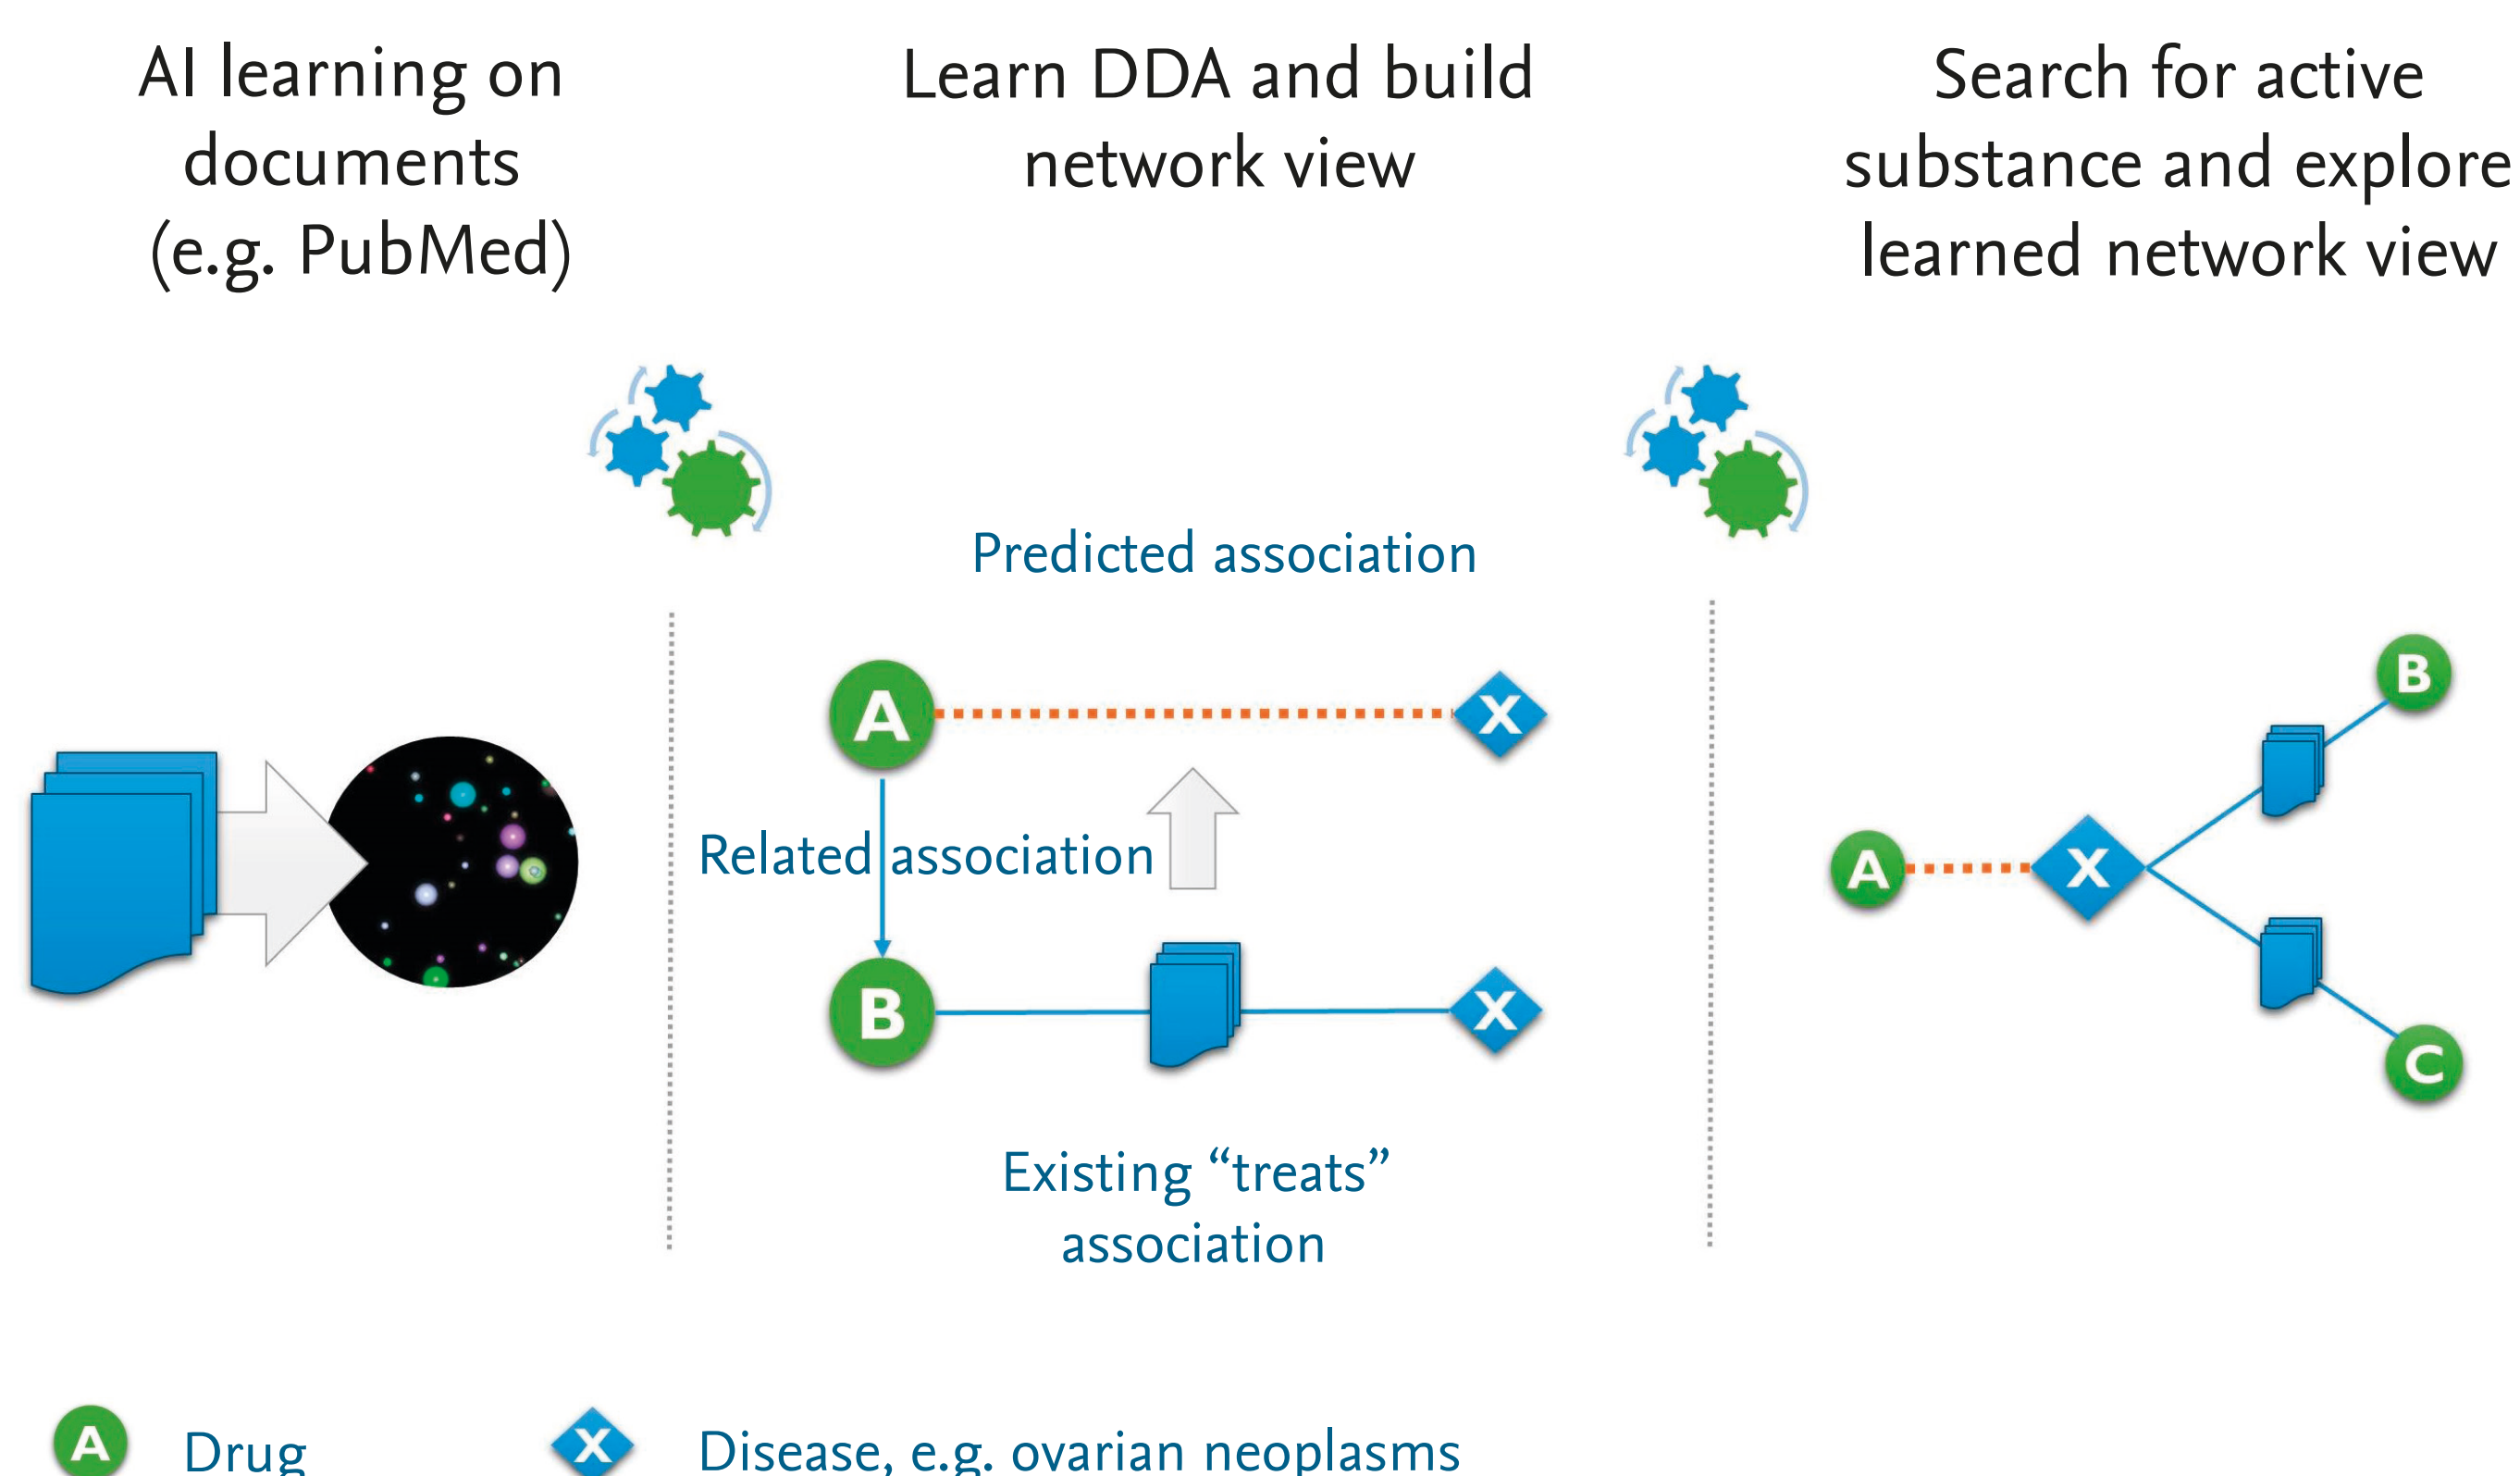 AI learning on
documents
(e.g. PubMed)
Learn DDA and build
network view
Search for active
substance and explore
learned network view
Predicted association
A
X
Related association
B
X
Existing “treats”
association
B
A
X
C
A Drug
X Disease, e.g. ovarian neoplasms